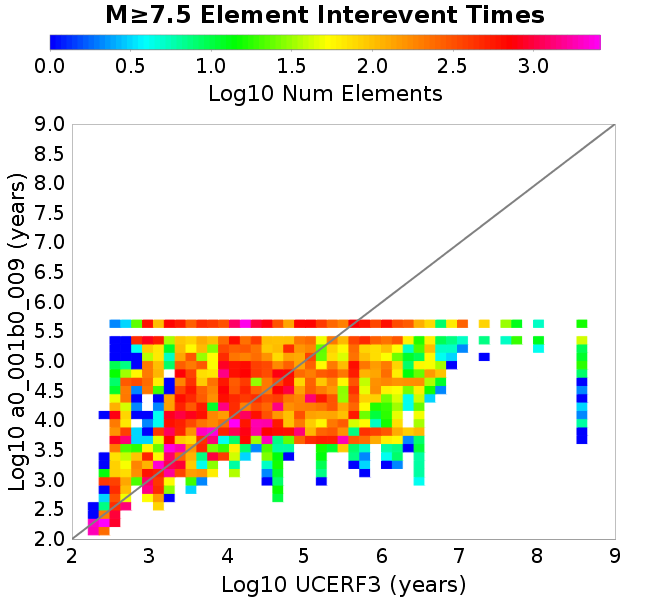 M≥7.5 Element Interevent Times
0.0 0.5 1.0 1.5 2.0 2.5 3.0
Log10 Num Elements
9.0
8.5
8.0
7.5
7.0
6.5
6.0
5.5
5.0
4.5
4.0
3.5
3.0
2.5
2.0
Log10 a0_001b0_009 (years)
2 3 4 5 6 7 8 9
Log10 UCERF3 (years)